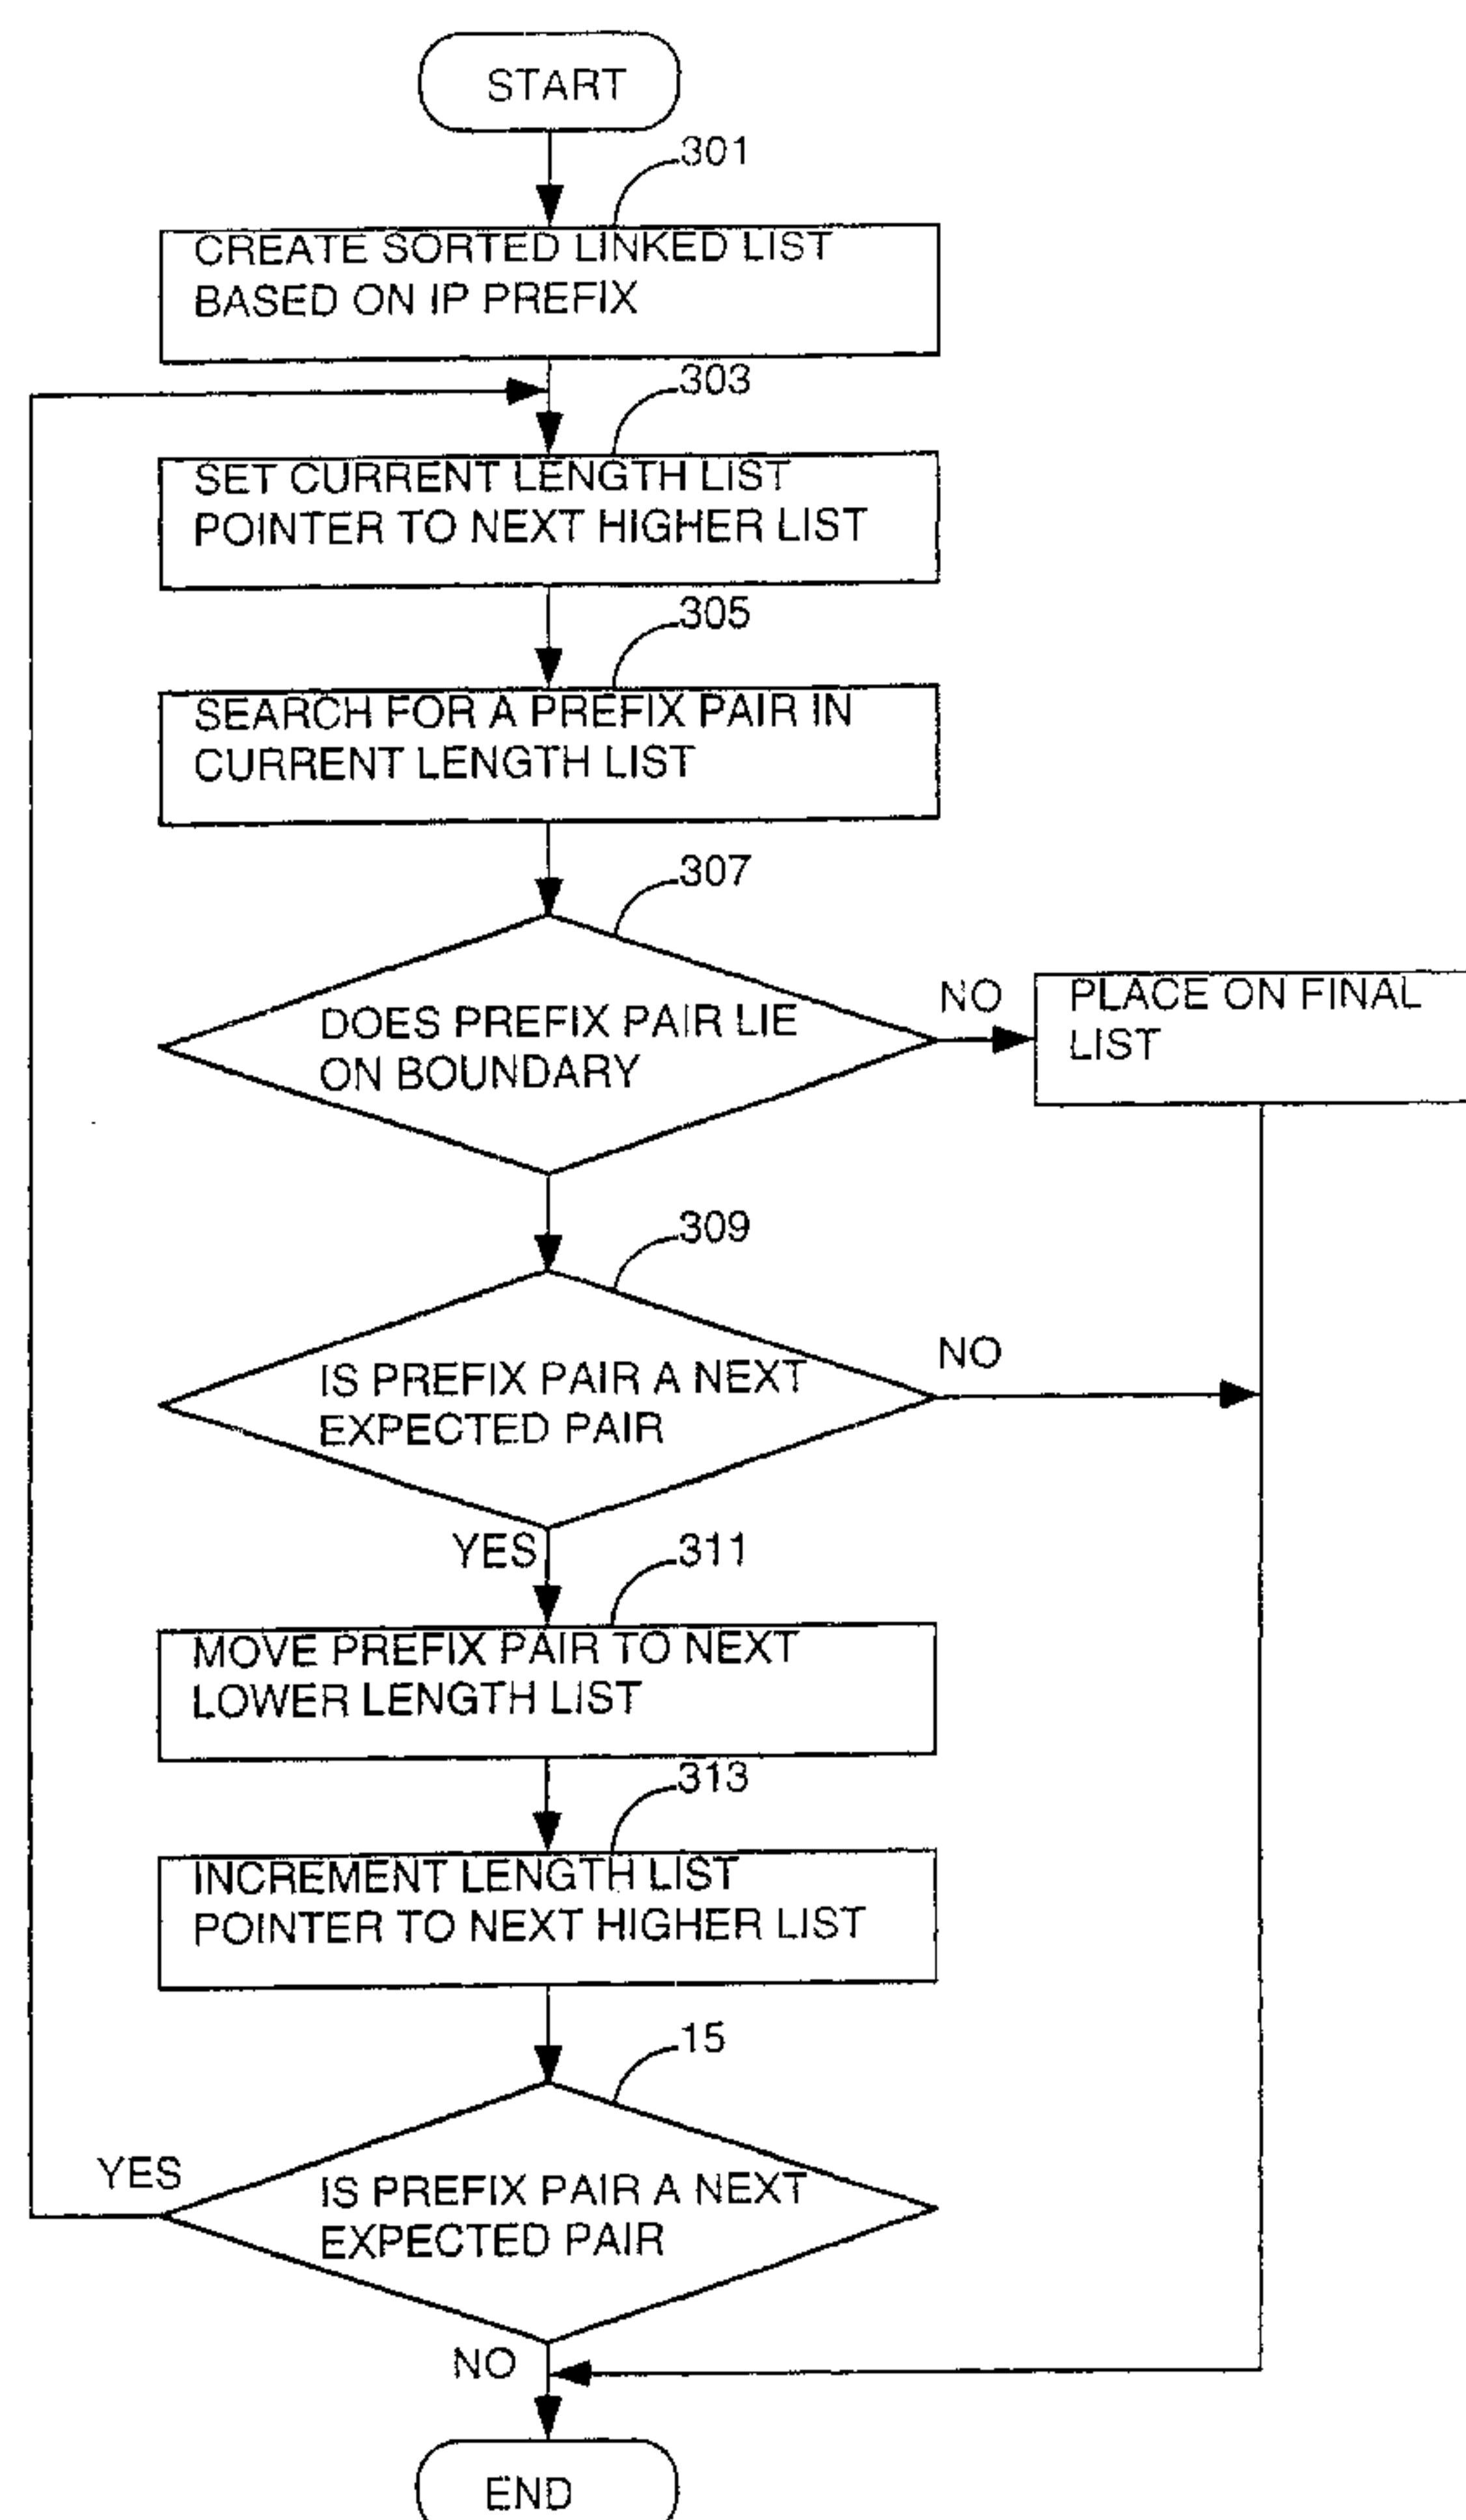 START
301
CREATE SORTED LINKED LIST
BASED ON IP PREFIX
303
SET CURRENT LENGTH LIST
POINTER TO NEXT HIGHER LIST
305
SEARCH FOR A PREFIX PAIR IN
CURRENT LENGTH LIST
307
DOES PREFIX PAIR LIE
ON BOUNDARY
NO
PLACE ON FINAL
LIST
309
IS PREFIX PAIR A NEXT
EXPECTED PAIR
NO
YES
311
MOVE PREFIX PAIR TO NEXT
LOWER LENGTH LIST
313
INCREMENT LENGTH LIST
POINTER TO NEXT HIGHER LIST
15
YES
IS PREFIX PAIR A NEXT
EXPECTED PAIR
NO
END